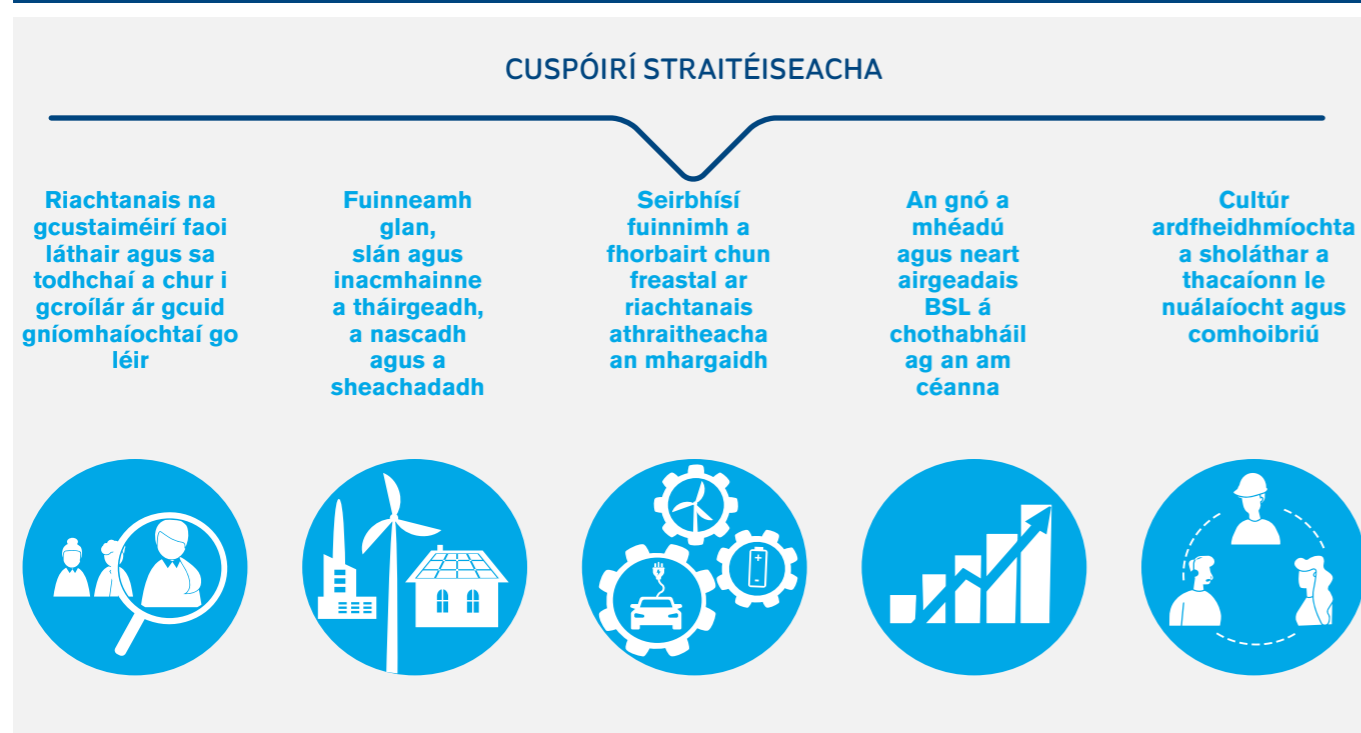 CUSPÓIRÍ STRAITÉISEACHA
Riachtanais na
gcustaiméirí faoi
láthair agus sa
todhchaí a chur i
gcroílár ár gcuid
gníomhaíochtaí go
léir
Fuinneamh
glan,
slán agus
inacmhainne
a tháirgeadh,
a nascadh
agus a
sheachadadh
Seirbhísí
fuinnimh a
fhorbairt chun
freastal ar
riachtanais
athraitheacha
an mhargaidh
An gnó a
mhéadú
agus neart
airgeadais
BSL á
chothabháil
ag an am
céanna
Cultúr
ardfheidhmíochta
a sholáthar a
thacaíonn le
nuálaíocht agus
comhoibriú